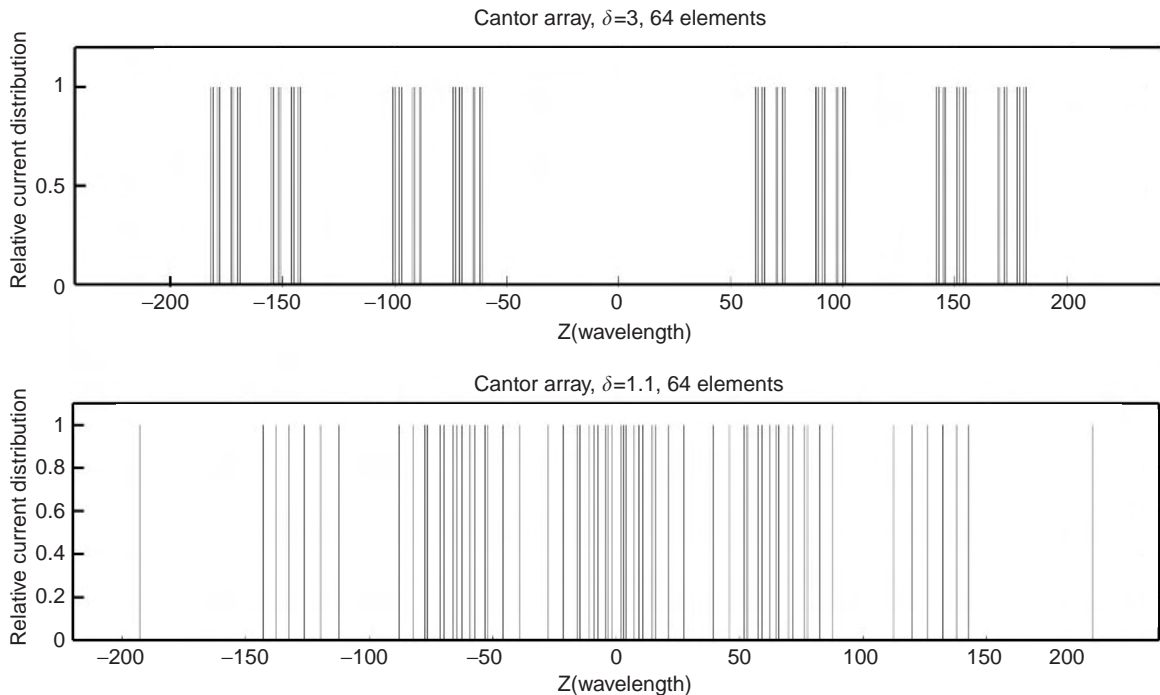 Cantor array, δ=3, 64 elements
Relative current distribution
1
0.5
0
−200 −150 −100 −50 0 50 100 150 200
Z(wavelength)
Cantor array, δ=1.1, 64 elements
Relative current distribution
1
0.8
0.6
0.4
0.2
0
−200 −150 −100 −50 0 50 100 150 200
Z(wavelength)